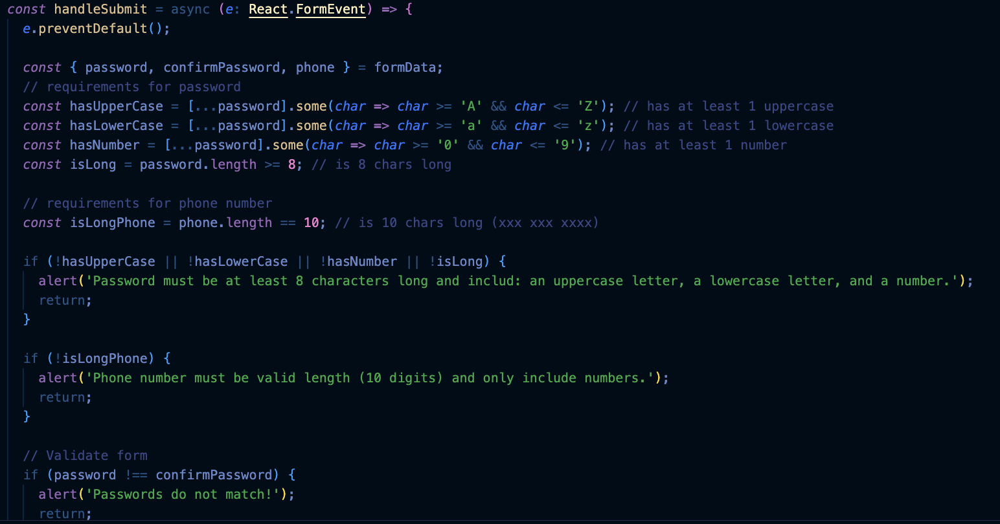 const handleSubmit = async (e: React.FormEvent) => {
e.preventDefault();
const { password, confirmPassword, phone } = formData;
// requirements for password
const hasUpperCase = [...password].some(char => char >= 'A' && char <= 'Z'); // has at least 1 uppercase
const hasLowerCase = [...password].some(char => char >= 'a' && char <= 'z'); // has at least 1 lowercase
const hasNumber = [...password].some(char => char >= '0' && char <= '9'); // has at least 1 number
const isLong = password.length >= 8; // is 8 chars long
// requirements for phone number
const isLongPhone = phone.length == 10; // is 10 chars long (xxx xxx xxxx)
if (!hasUpperCase || !hasLowerCase || !hasNumber || !isLong) {
alert('Password must be at least 8 characters long and includ: an uppercase letter, a lowercase letter, and a number.');
return;
}
if (!isLongPhone) {
alert('Phone number must be valid length (10 digits) and only include numbers.');
return;
}
// Validate form
if (password !== confirmPassword) {
alert('Passwords do not match!');
return;